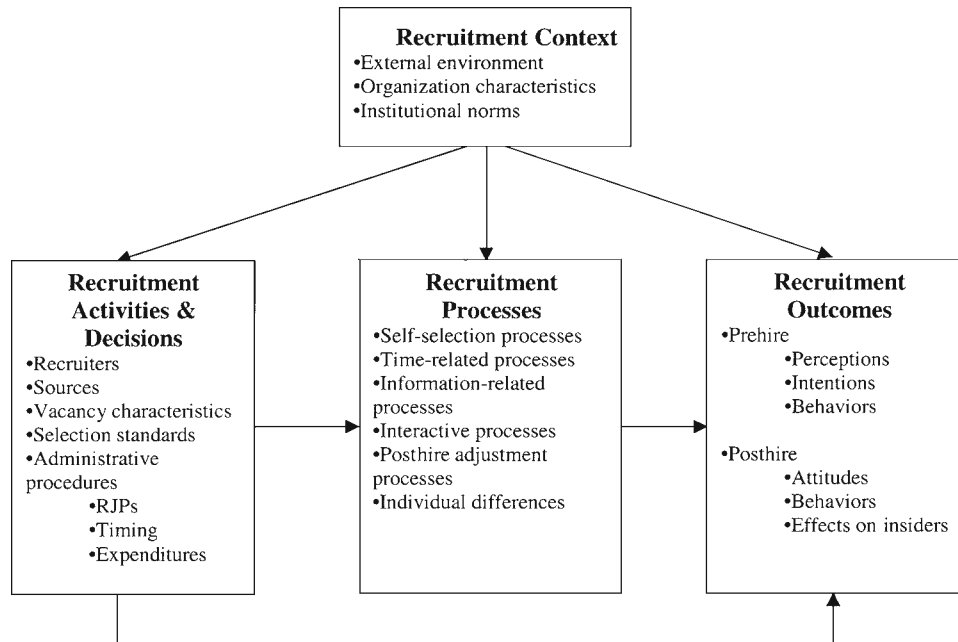 Recruitment Context
•External environment
•Organization characteristics
•Institutional norms
Recruitment
Activities &
Decisions
•Recruiters
•Sources
•Vacancy characteristics
•Selection standards
•Administrative
procedures
•RJPs
•Timing
•Expenditures
Recruitment
Processes
•Self-selection processes
•Time-related processes
•Information-related
processes
•Interactive processes
•Posthire adjustment
processes
•Individual differences
Recruitment
Outcomes
•Prehire
•Perceptions
•Intentions
•Behaviors
•Posthire
•Attitudes
•Behaviors
•Effects on insiders